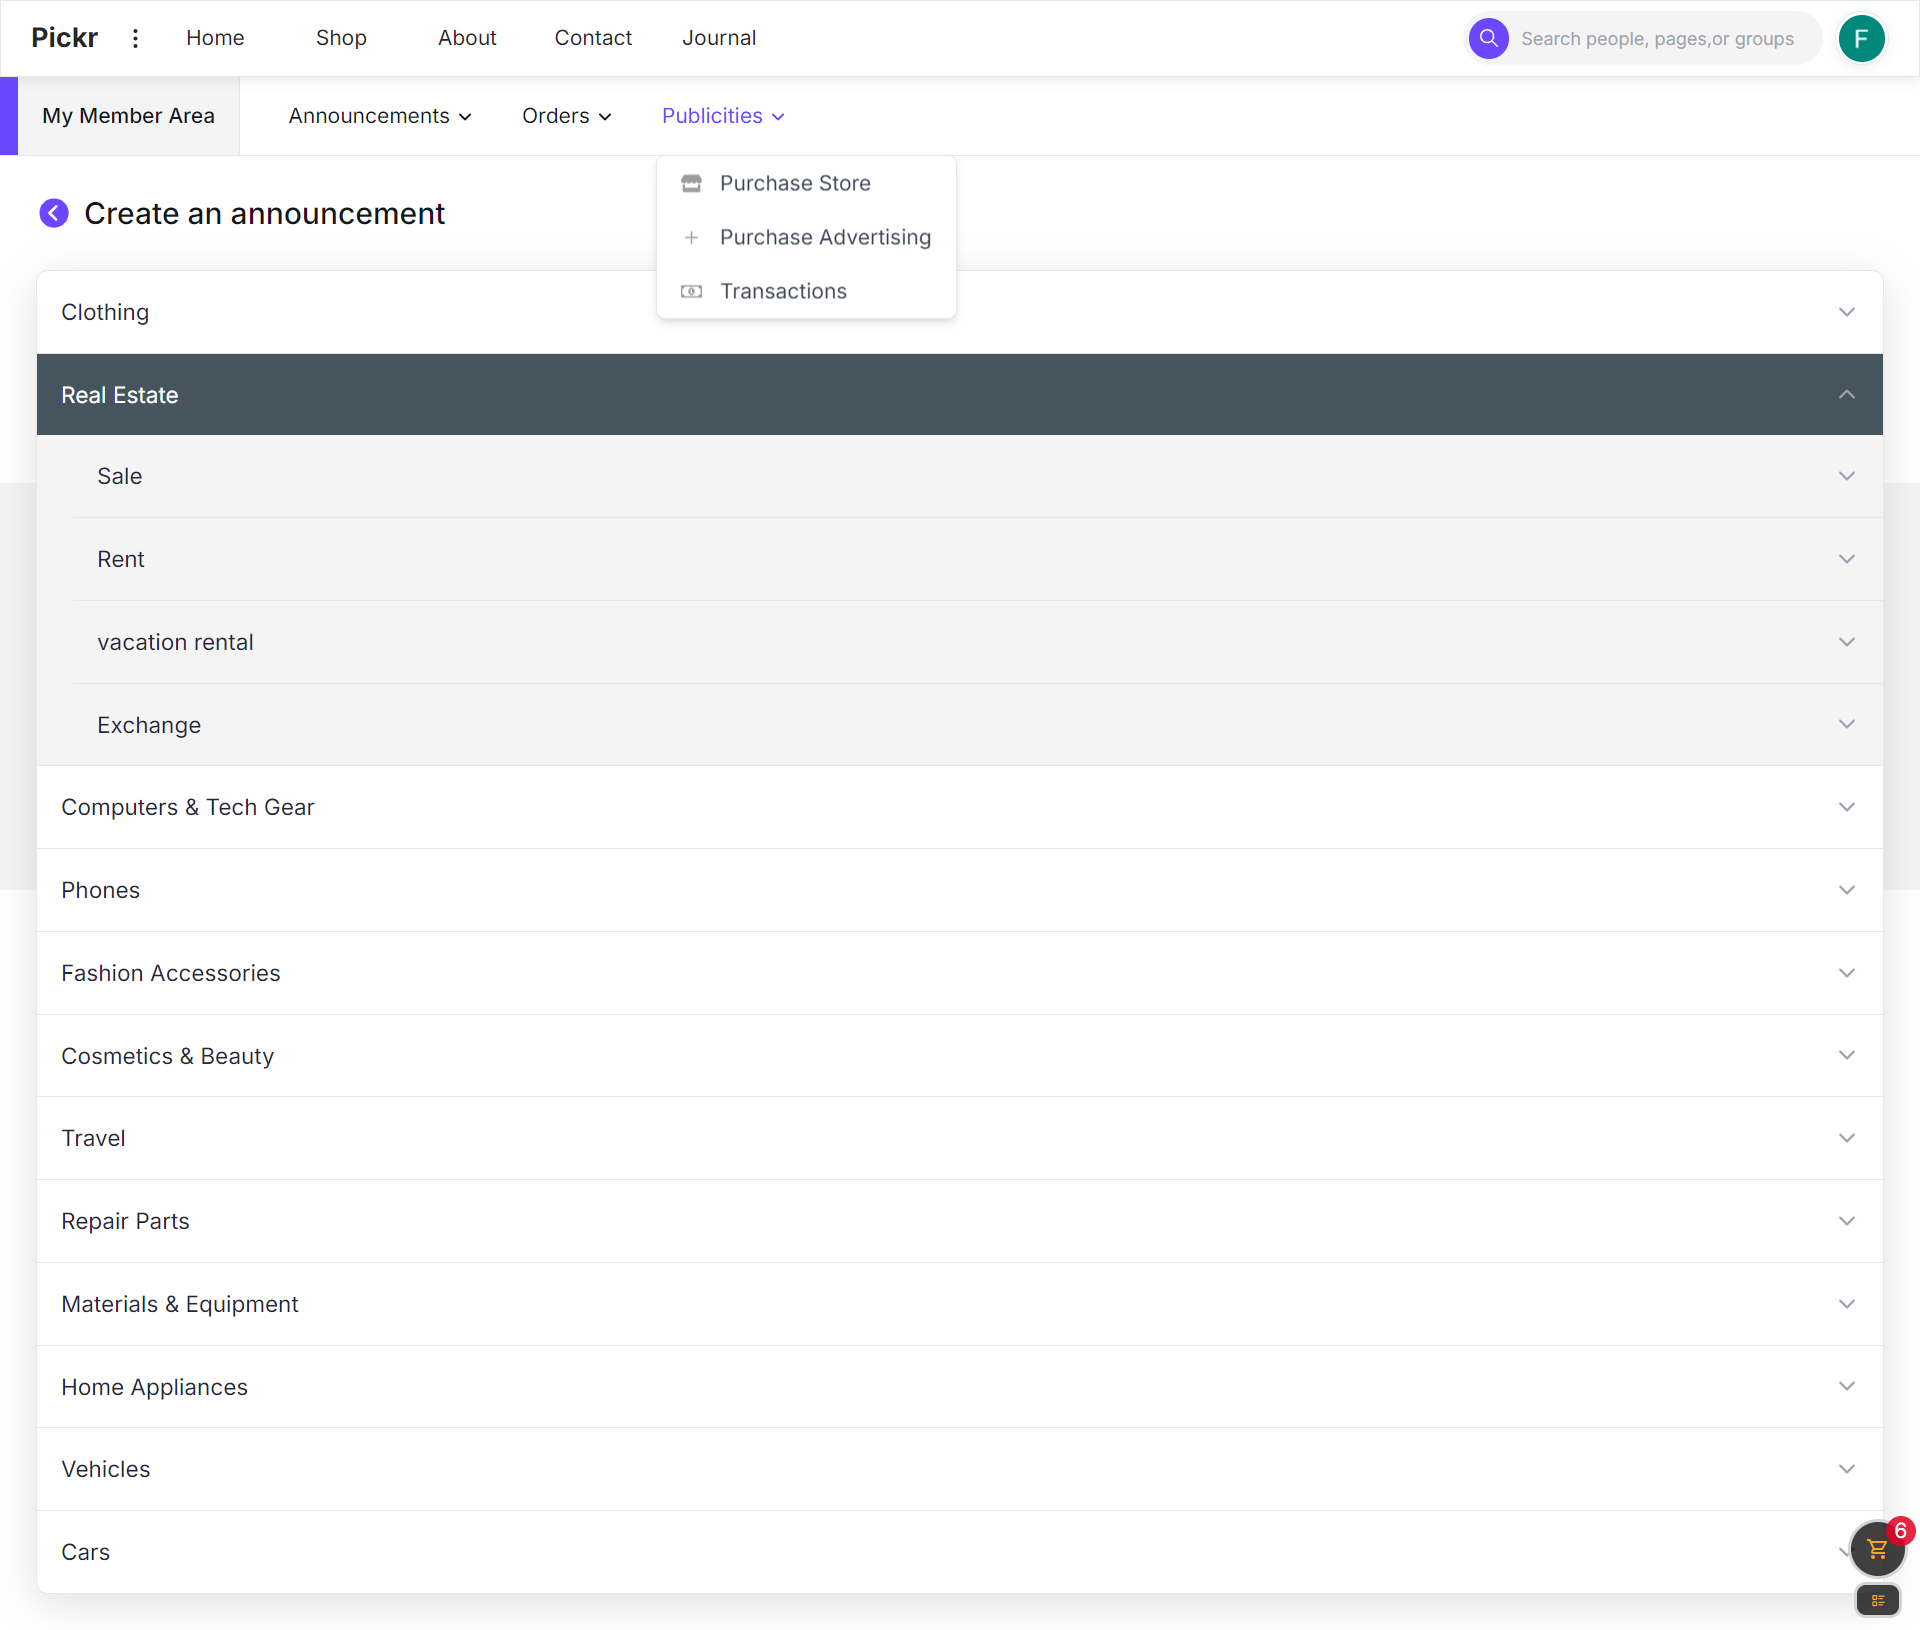 Pickr
Home
Shop
About
Contact
Journal
Search people, pages,or groups
F
My Member Area
Announcements
Orders
Publicities
Purchase Store
Purchase Advertising
Transactions
Create an announcement
Clothing
Real Estate
Sale
Rent
vacation rental
Exchange
Computers & Tech Gear
Phones
Fashion Accessories
Cosmetics & Beauty
Travel
Repair Parts
Materials & Equipment
Home Appliances
Vehicles
Cars
6